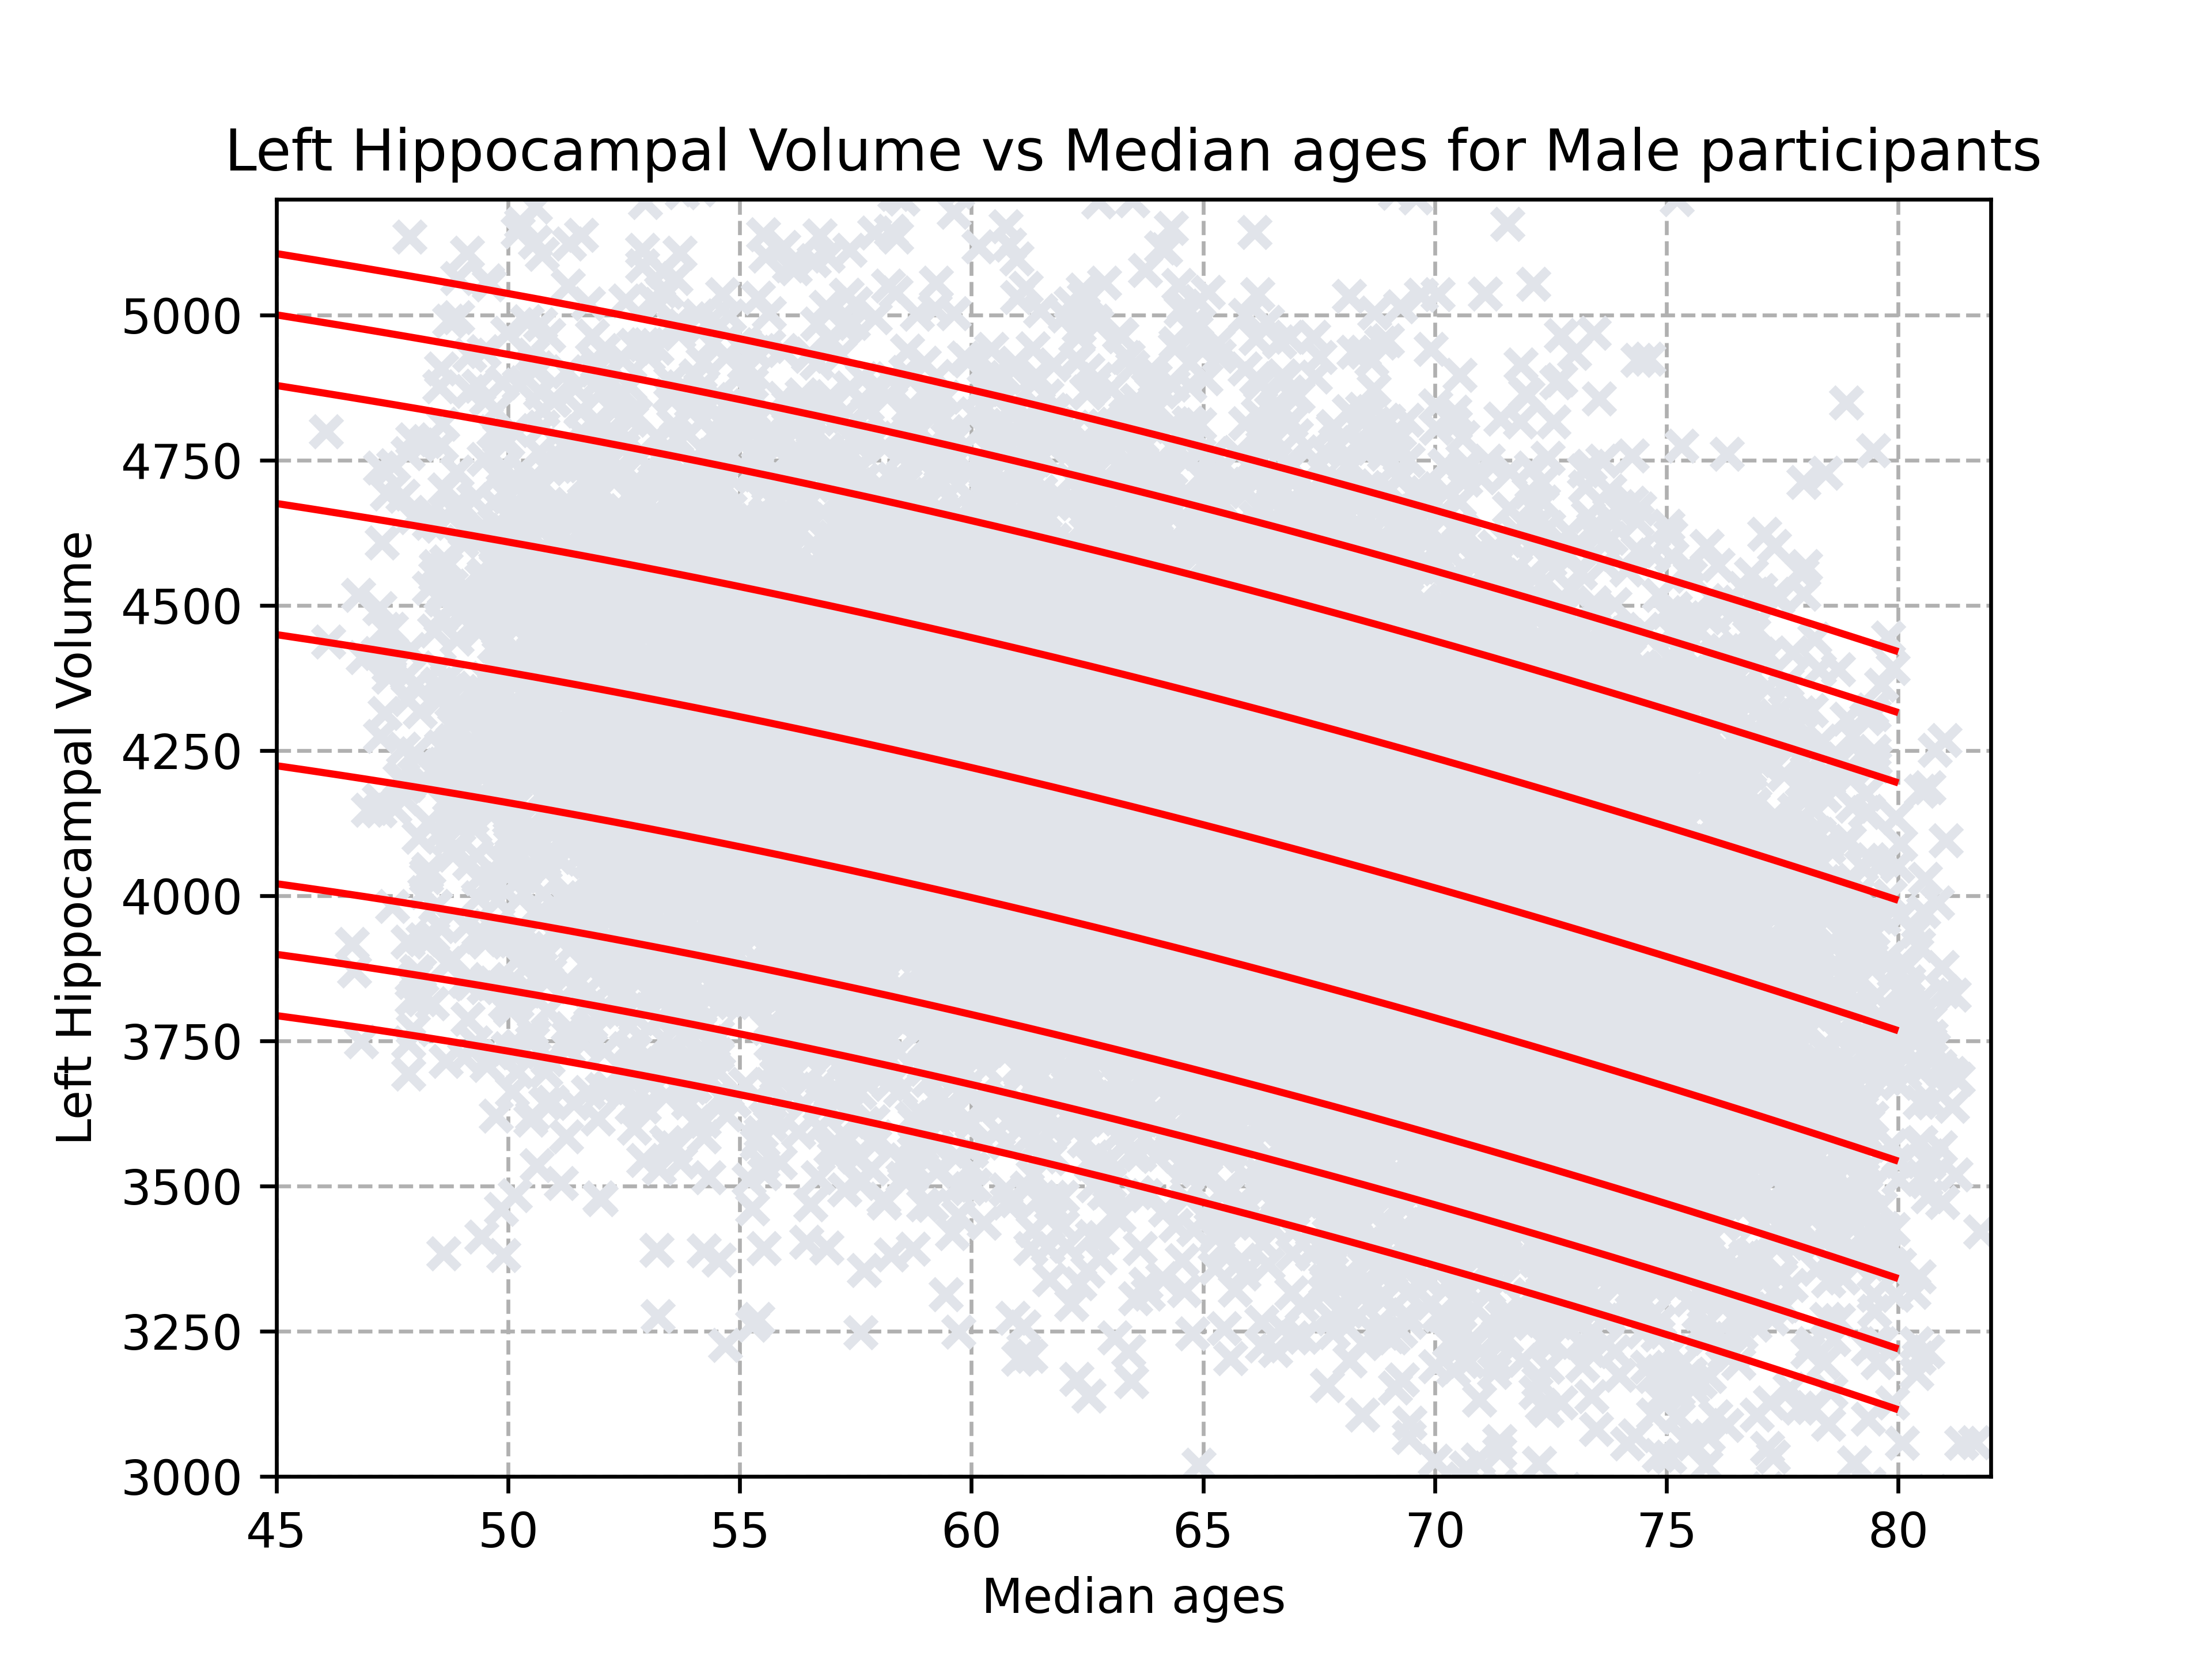 Left Hippocampal Volume vs Median ages for Male participants
Left Hippocampal Volume
5000
4750
4500
4250
4000
3750
3500
3250
3000
45 50 55 60 65 70 75 80
Median ages